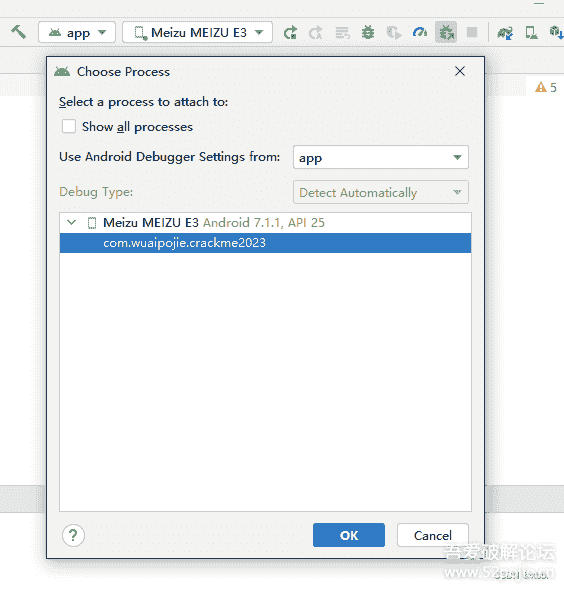 app
Meizu MEIZU E3
Choose Process
5
Select a process to attach to:
Show all processes
Use Android Debugger Settings from:
app
Debug Type:
Detect Automatically
Meizu MEIZU E3 Android 7.1.1, API 25
com.wuaipojie.crackme2023
?
OK
Cancel
吾爱破解论坛